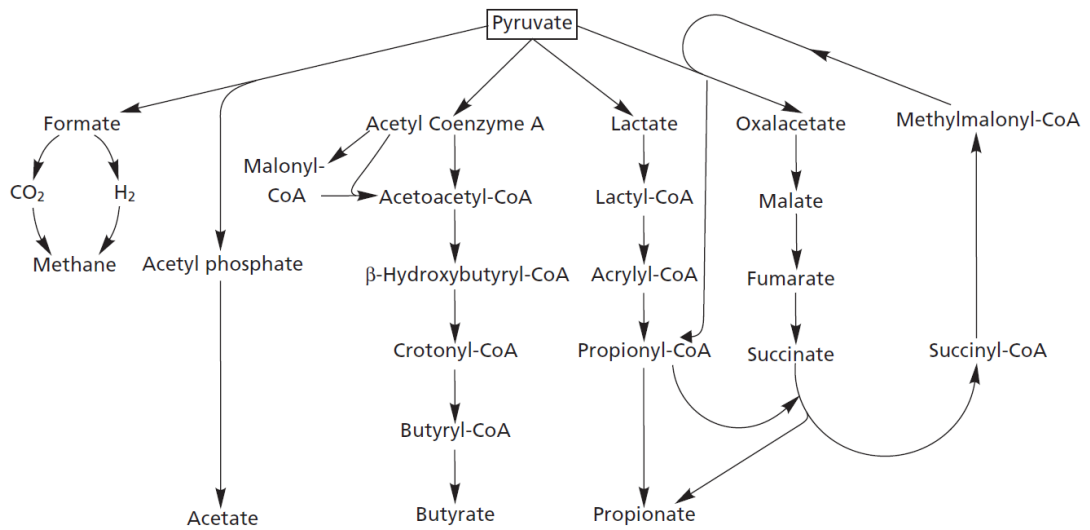 Pyruvate
Formate
Acetyl Coenzyme A
Lactate
Oxalacetate
Methylmalonyl-CoA
Malonyl-
CoA
CO₂
H₂
Acetoacetyl-CoA
Lactyl-CoA
Malate
Methane
Acetyl phosphate
β-Hydroxybutyryl-CoA
Acrylyl-CoA
Fumarate
Crotonyl-CoA
Propionyl-CoA
Succinate
Succinyl-CoA
Butyryl-CoA
Acetate
Butyrate
Propionate